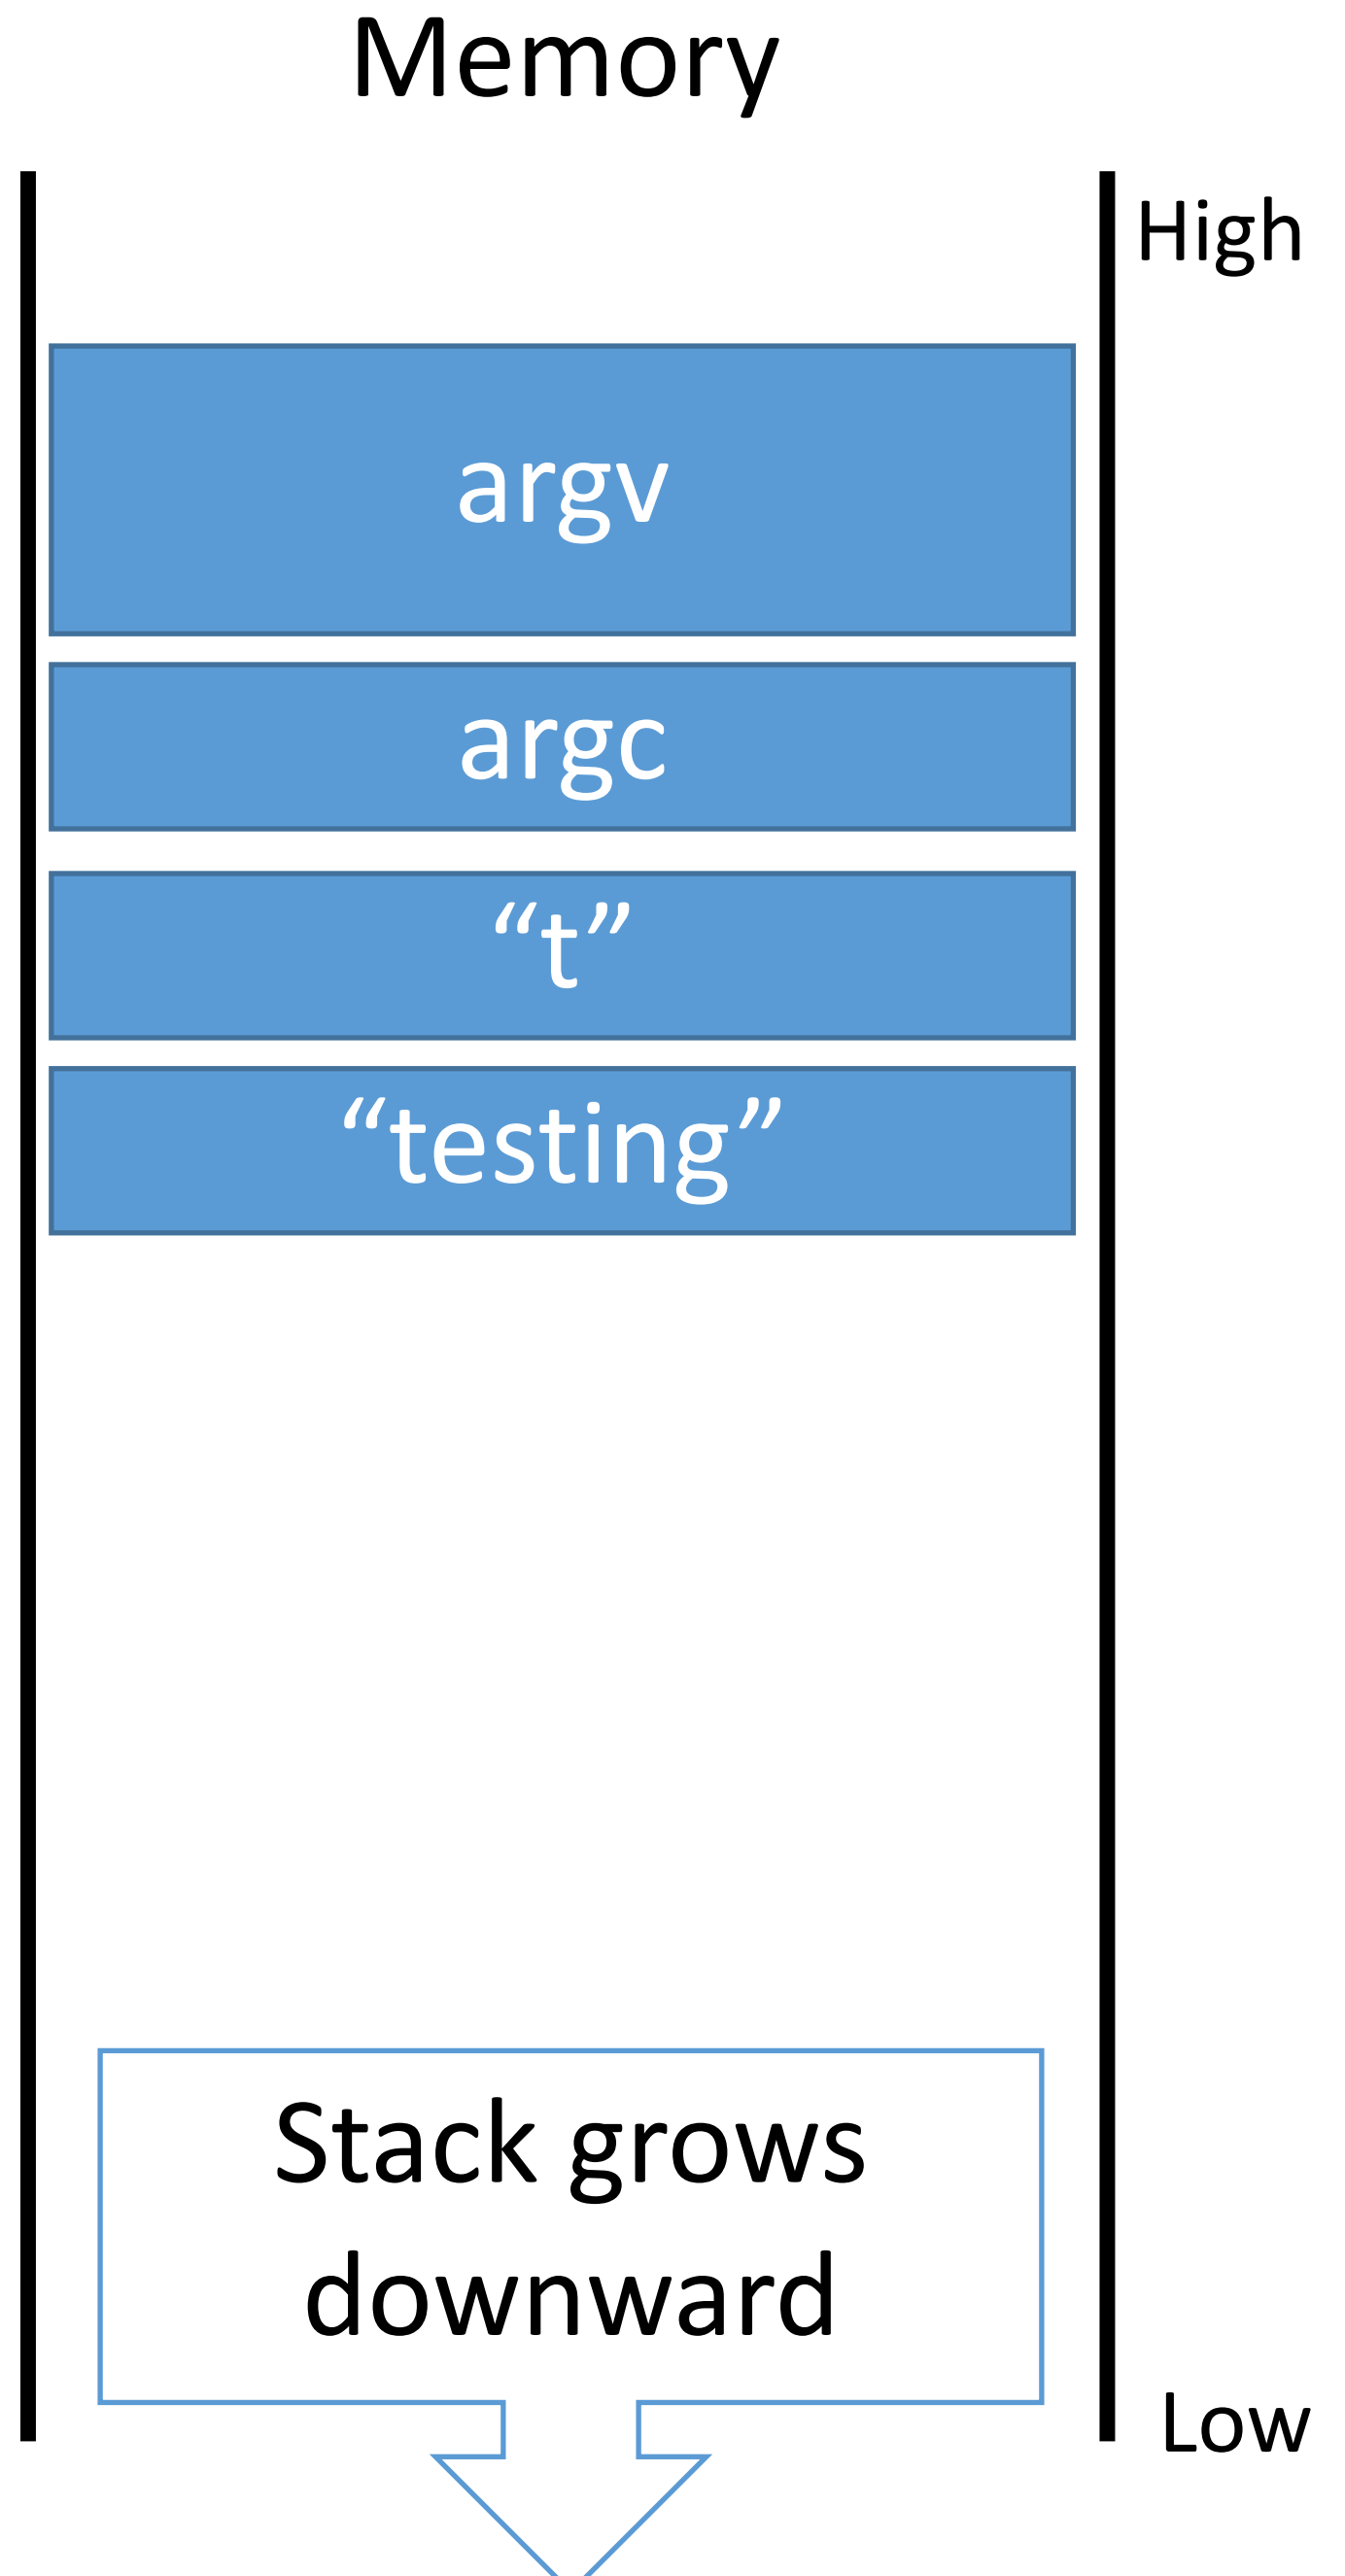 Memory
High
argv
argc
“t”
“testing”
Stack grows
downward
Low